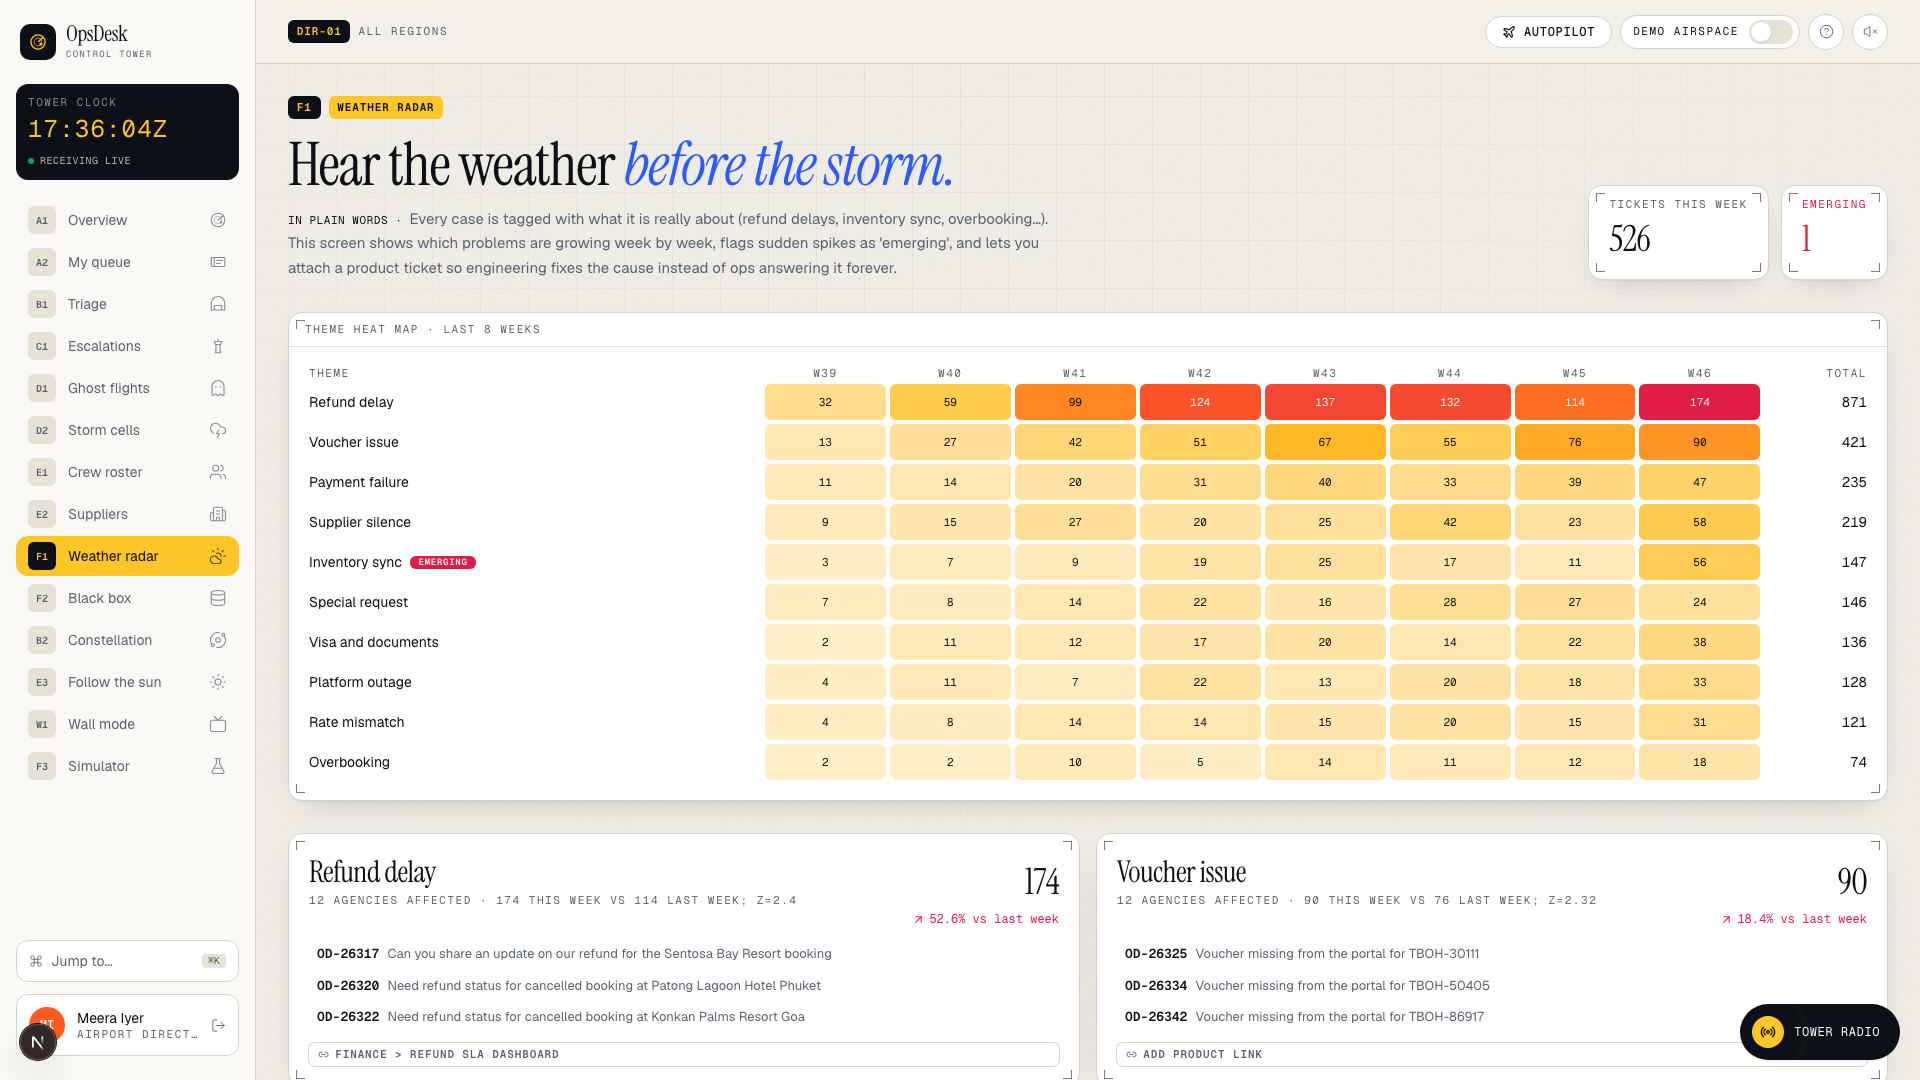 OpsDesk
CONTROL TOWER
TOWER CLOCK
17:36:04Z
RECEIVING LIVE
A1 Overview
A2 My queue
B1 Triage
C1 Escalations
D1 Ghost flights
D2 Storm cells
E1 Crew roster
E2 Suppliers
F1 Weather radar
F2 Black box
B2 Constellation
E3 Follow the sun
W1 Wall mode
F3 Simulator
⌘ Jump to… ⌘K
Meera Iyer
AIRPORT DIRECT…
N
DIR-01 ALL REGIONS
AUTOPILOT
DEMO AIRSPACE
F1 WEATHER RADAR
Hear the weather before the storm.
IN PLAIN WORDS · Every case is tagged with what it is really about (refund delays, inventory sync, overbooking…).
This screen shows which problems are growing week by week, flags sudden spikes as 'emerging', and lets you
attach a product ticket so engineering fixes the cause instead of ops answering it forever.
TICKETS THIS WEEK
526
EMERGING
1
THEME HEAT MAP · LAST 8 WEEKS
THEME W39 W40 W41 W42 W43 W44 W45 W46 TOTAL
Refund delay 32 59 99 124 137 132 114 174 871
Voucher issue 13 27 42 51 67 55 76 90 421
Payment failure 11 14 20 31 40 33 39 47 235
Supplier silence 9 15 27 20 25 42 23 58 219
Inventory sync EMERGING 3 7 9 19 25 17 11 56 147
Special request 7 8 14 22 16 28 27 24 146
Visa and documents 2 11 12 17 20 14 22 38 136
Platform outage 4 11 7 22 13 20 18 33 128
Rate mismatch 4 8 14 14 15 20 15 31 121
Overbooking 2 2 10 5 14 11 12 18 74
Refund delay
174
12 AGENCIES AFFECTED · 174 THIS WEEK VS 114 LAST WEEK; Z=2.4
52.6% vs last week
OD-26317 Can you share an update on our refund for the Sentosa Bay Resort booking
OD-26320 Need refund status for cancelled booking at Patong Lagoon Hotel Phuket
OD-26322 Need refund status for cancelled booking at Konkan Palms Resort Goa
FINANCE > REFUND SLA DASHBOARD
Voucher issue
90
12 AGENCIES AFFECTED · 90 THIS WEEK VS 76 LAST WEEK; Z=2.32
18.4% vs last week
OD-26325 Voucher missing from the portal for TBOH-30111
OD-26334 Voucher missing from the portal for TBOH-50405
OD-26342 Voucher missing from the portal for TBOH-86917
ADD PRODUCT LINK
TOWER RADIO